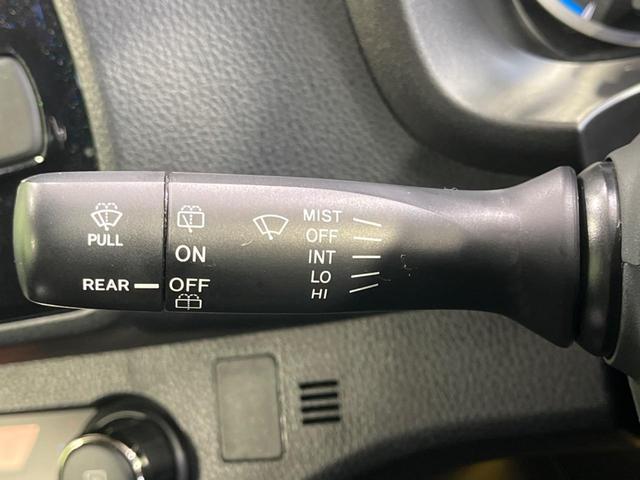 PULL
REAR
ON
OFF
MIST
OFF
INT
LO
HI